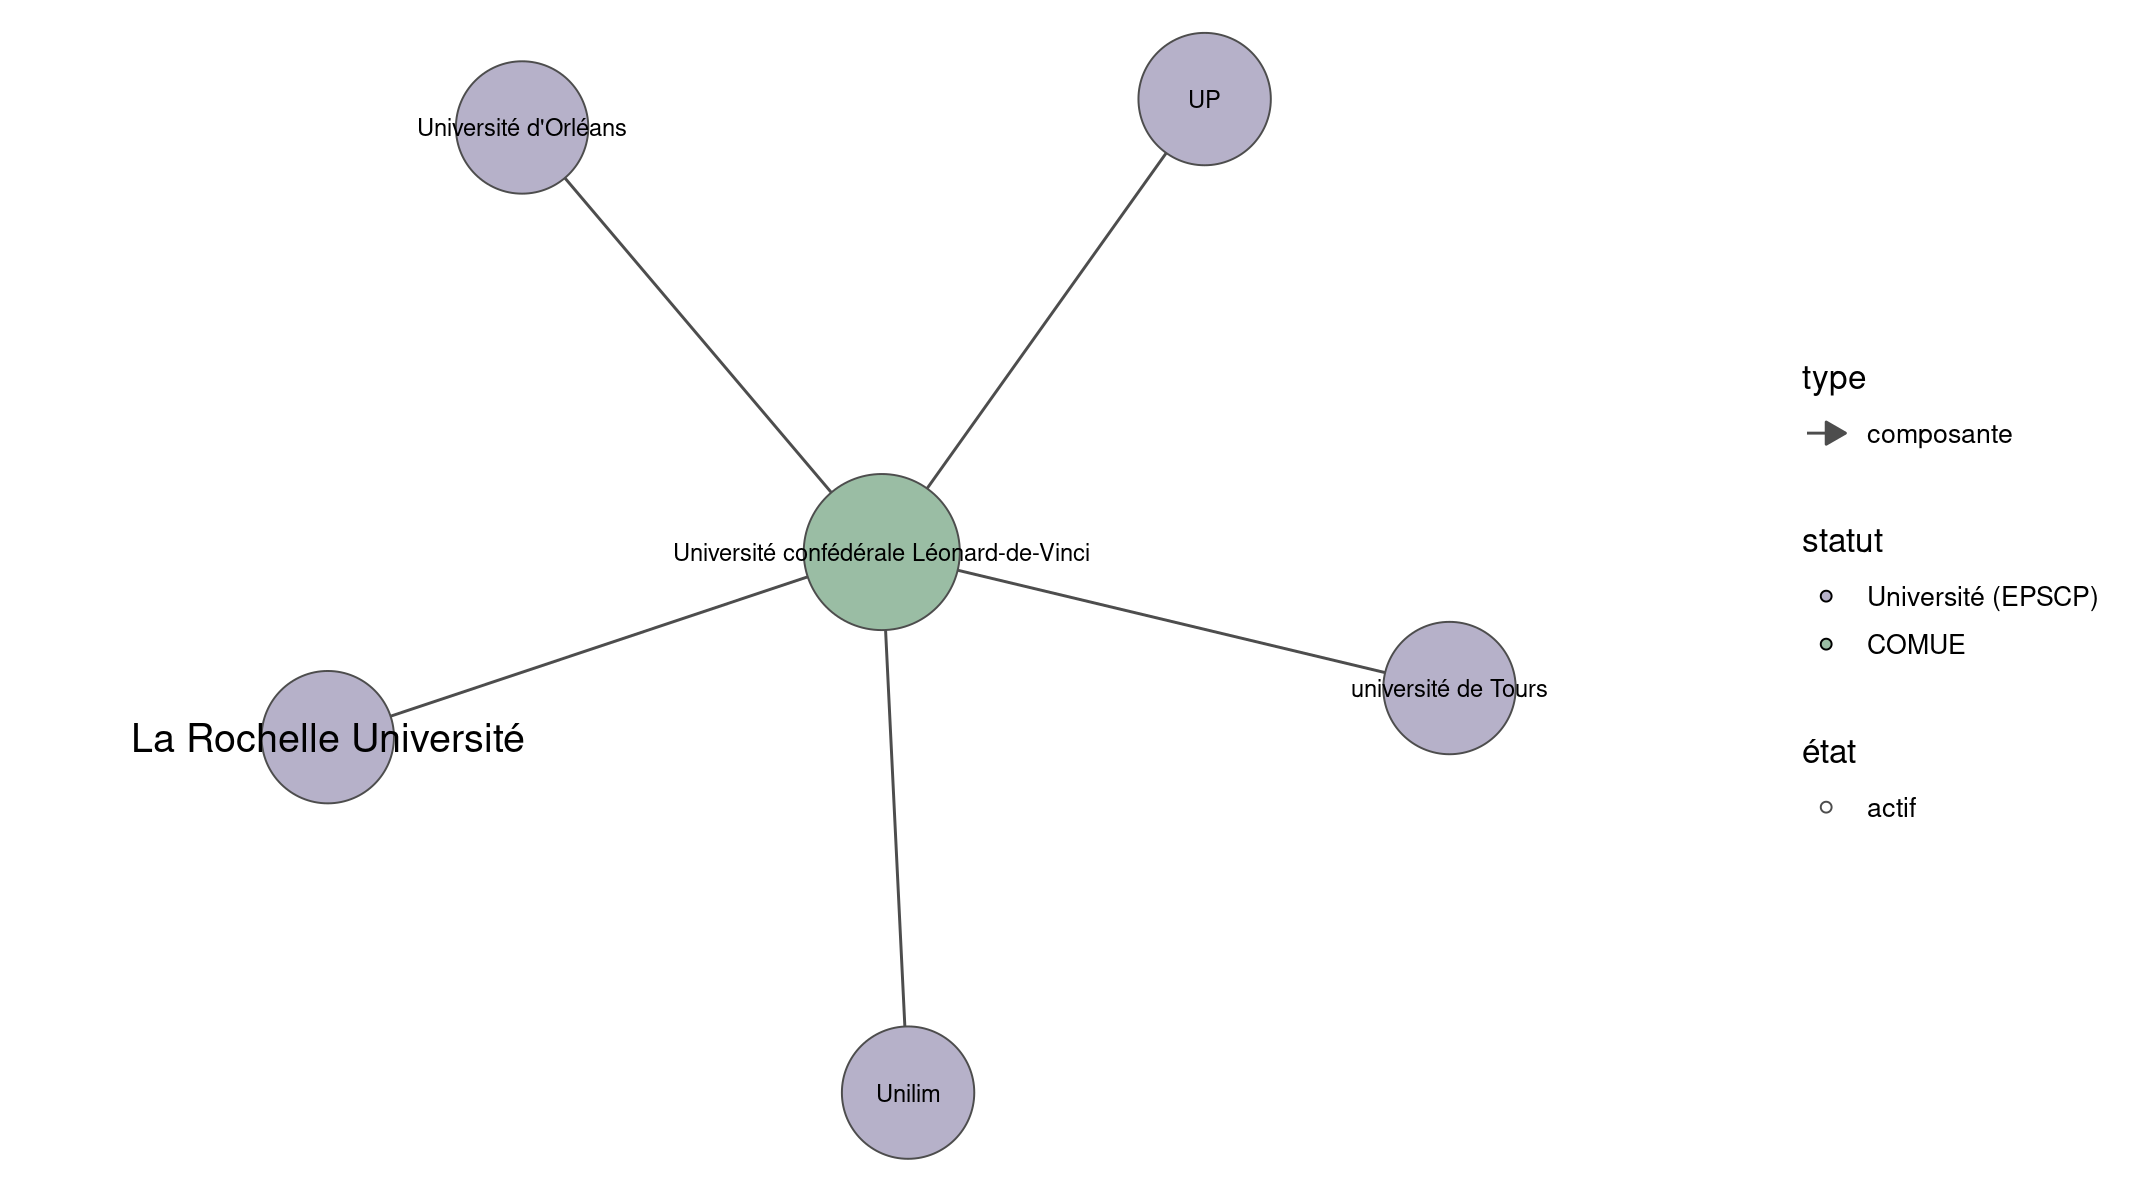 UP
Université d'Orléans
Université confédérale Léonard-de-Vinci
université de Tours
La Rochelle Université
Unilim
type
composante
statut
Université (EPSCP)
COMUE
état
actif